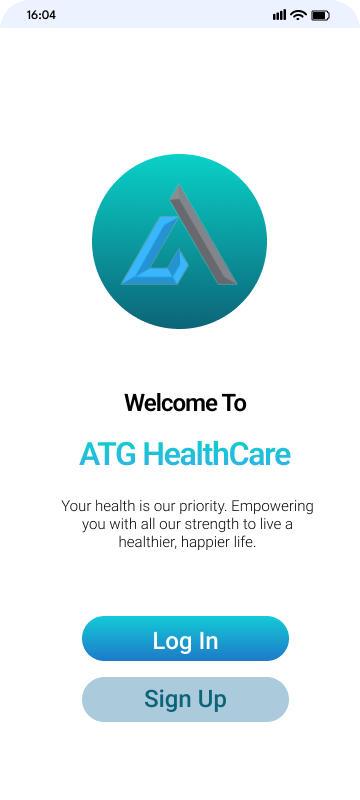 16:04
Welcome To
ATG HealthCare
Your health is our priority. Empowering
you with all our strength to live a
healthier, happier life.
Log In
Sign Up